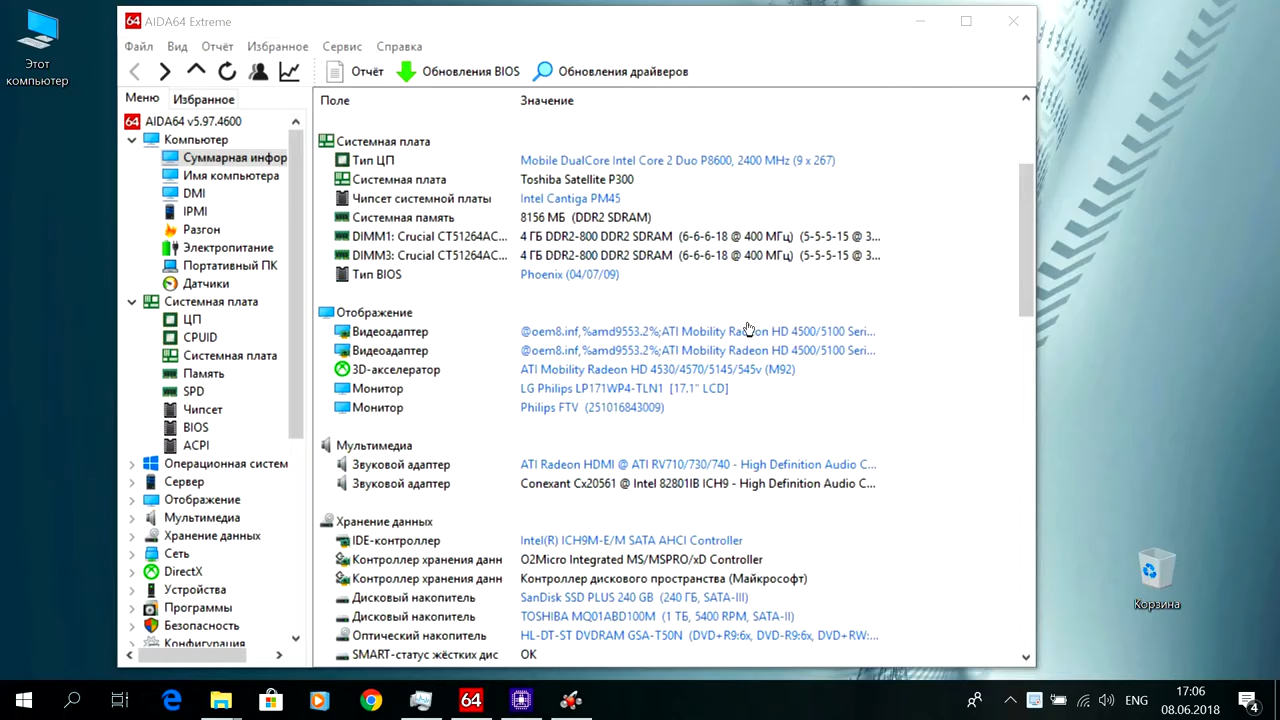 Этот
компьютер
64 AIDA64 Extreme
Файл Вид Отчёт Избранное Сервис Справка
Отчёт Обновления BIOS Обновления драйверов
Меню Избранное
64 AIDA64 v5.97.4600
Компьютер
Суммарная инфор
Имя компьютера
DMI
IPMI
Разгон
Электропитание
Портативный ПК
Датчики
Системная плата
ЦП
CPUID
Системная плата
Память
SPD
Чипсет
BIOS
ACPI
Операционная систем
Сервер
Отображение
Мультимедиа
Хранение данных
Сеть
DirectX
Устройства
Программы
Безопасность
Конфигурация
Поле Значение
Системная плата
Тип ЦП Mobile DualCore Intel Core 2 Duo P8600, 2400 MHz (9 x 267)
Системная плата Toshiba Satellite P300
Чипсет системной платы Intel Cantiga PM45
Системная память 8156 МБ (DDR2 SDRAM)
DIMM1: Crucial CT51264AC... 4 ГБ DDR2-800 DDR2 SDRAM (6-6-6-18 @ 400 МГц) (5-5-5-15 @ 3...
DIMM3: Crucial CT51264AC... 4 ГБ DDR2-800 DDR2 SDRAM (6-6-6-18 @ 400 МГц) (5-5-5-15 @ 3...
Тип BIOS Phoenix (04/07/09)
Отображение
Видеоадаптер @oem8.inf,%amd9553.2%;ATI Mobility Radeon HD 4500/5100 Seri...
Видеоадаптер @oem8.inf,%amd9553.2%;ATI Mobility Radeon HD 4500/5100 Seri...
3D-акселератор ATI Mobility Radeon HD 4530/4570/5145/545v (M92)
Монитор LG Philips LP171WP4-TLN1 [17.1" LCD]
Монитор Philips FTV (251016843009)
Мультимедиа
Звуковой адаптер ATI Radeon HDMI @ ATI RV710/730/740 - High Definition Audio C...
Звуковой адаптер Conexant Cx20561 @ Intel 82801IB ICH9 - High Definition Audio C...
Хранение данных
IDE-контроллер Intel(R) ICH9M-E/M SATA AHCI Controller
Контроллер хранения данн O2Micro Integrated MS/MSPRO/xD Controller
Контроллер хранения данн Контроллер дискового пространства (Майкрософт)
Дисковый накопитель SanDisk SSD PLUS 240 GB (240 ГБ, SATA-III)
Дисковый накопитель TOSHIBA MQ01ABD100M (1 ТБ, 5400 RPM, SATA-II)
Оптический накопитель HL-DT-ST DVDRAM GSA-T50N (DVD+R9:6x, DVD-R9:6x, DVD+RW:...
SMART-статус жёстких дис OK
Корзина
64
ENG
17:06
08.06.2018
4